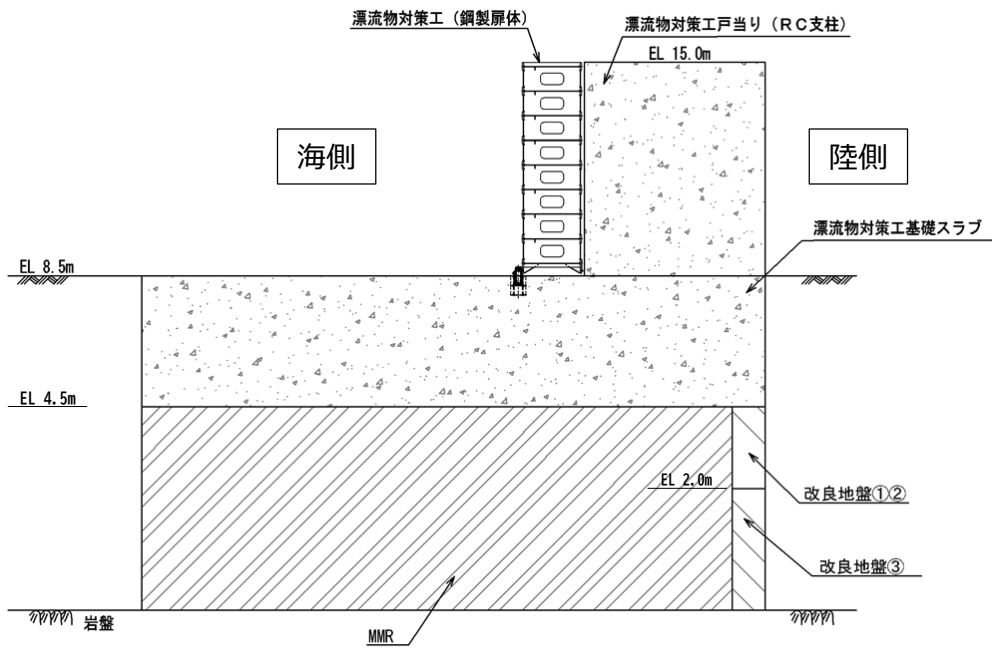 漂流物対策工（鋼製扉体）
漂流物対策工戸当り（ＲＣ支柱）
EL 15.0m
海側
陸側
漂流物対策工基礎スラブ
EL 8.5m
EL 4.5m
EL 2.0m
改良地盤①②
改良地盤③
岩盤
MMR